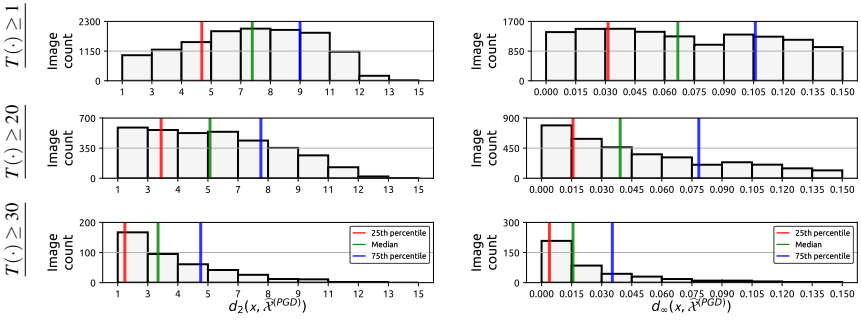 T(·) ≥ 1
Image count
2300
1150
0
1 3 4 5 7 8 9 11 12 13 15
Image count
1700
850
0
0.000 0.015 0.030 0.045 0.060 0.075 0.090 0.105 0.120 0.135 0.150
T(·) ≥ 20
Image count
700
350
0
1 3 4 5 7 8 9 11 12 13 15
Image count
900
450
0
0.000 0.015 0.030 0.045 0.060 0.075 0.090 0.105 0.120 0.135 0.150
T(·) ≥ 30
Image count
200
100
0
25th percentile
Median
75th percentile
1 3 4 5 7 8 9 11 12 13 15
d₂(x, X̃⁽ᴾᴳᴰ⁾)
Image count
300
150
0
25th percentile
Median
75th percentile
0.000 0.015 0.030 0.045 0.060 0.075 0.090 0.105 0.120 0.135 0.150
d∞(x, X̃⁽ᴾᴳᴰ⁾)